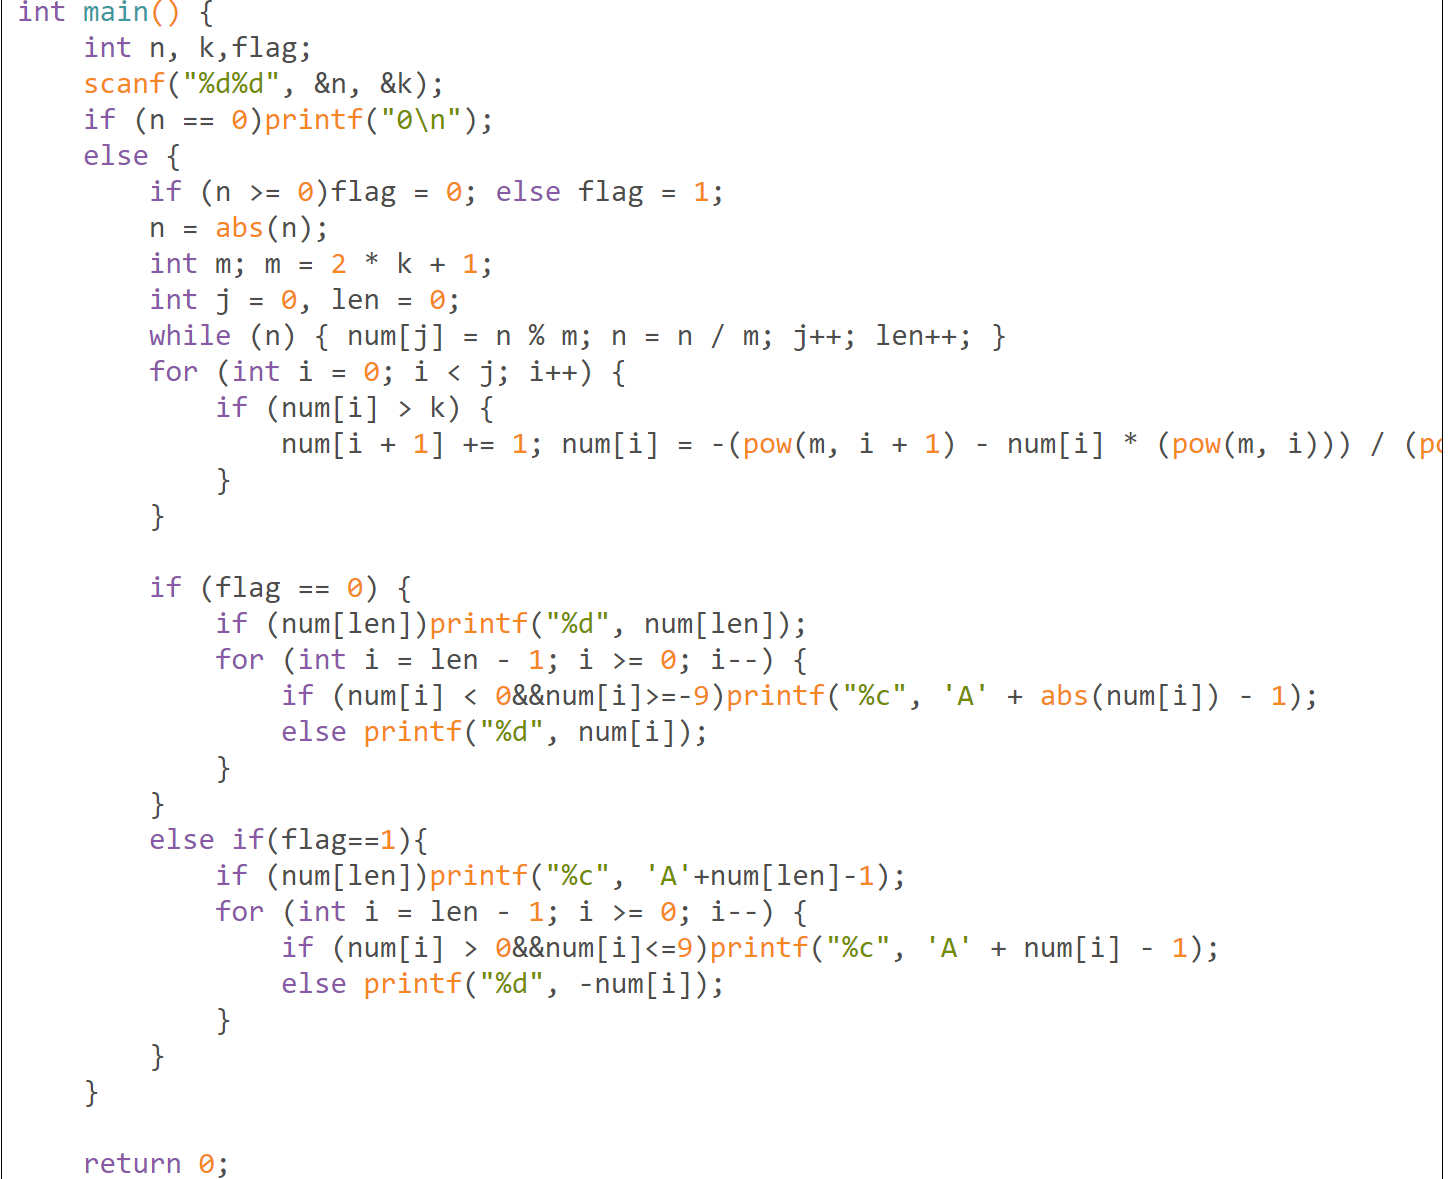 int main() {
    int n, k,flag;
    scanf("%d%d", &n, &k);
    if (n == 0)printf("0\n");
    else {
        if (n >= 0)flag = 0; else flag = 1;
        n = abs(n);
        int m; m = 2 * k + 1;
        int j = 0, len = 0;
        while (n) { num[j] = n % m; n = n / m; j++; len++; }
        for (int i = 0; i < j; i++) {
            if (num[i] > k) {
                num[i + 1] += 1; num[i] = -(pow(m, i + 1) - num[i] * (pow(m, i))) / (
            }
        }
        if (flag == 0) {
            if (num[len])printf("%d", num[len]);
            for (int i = len - 1; i >= 0; i--) {
                if (num[i] < 0&&num[i]>=-9)printf("%c", 'A' + abs(num[i]) - 1);
                else printf("%d", num[i]);
            }
        }
        else if(flag==1){
            if (num[len])printf("%c", 'A'+num[len]-1);
            for (int i = len - 1; i >= 0; i--) {
                if (num[i] > 0&&num[i]<=9)printf("%c", 'A' + num[i] - 1);
                else printf("%d", -num[i]);
            }
        }
    }
    return 0;